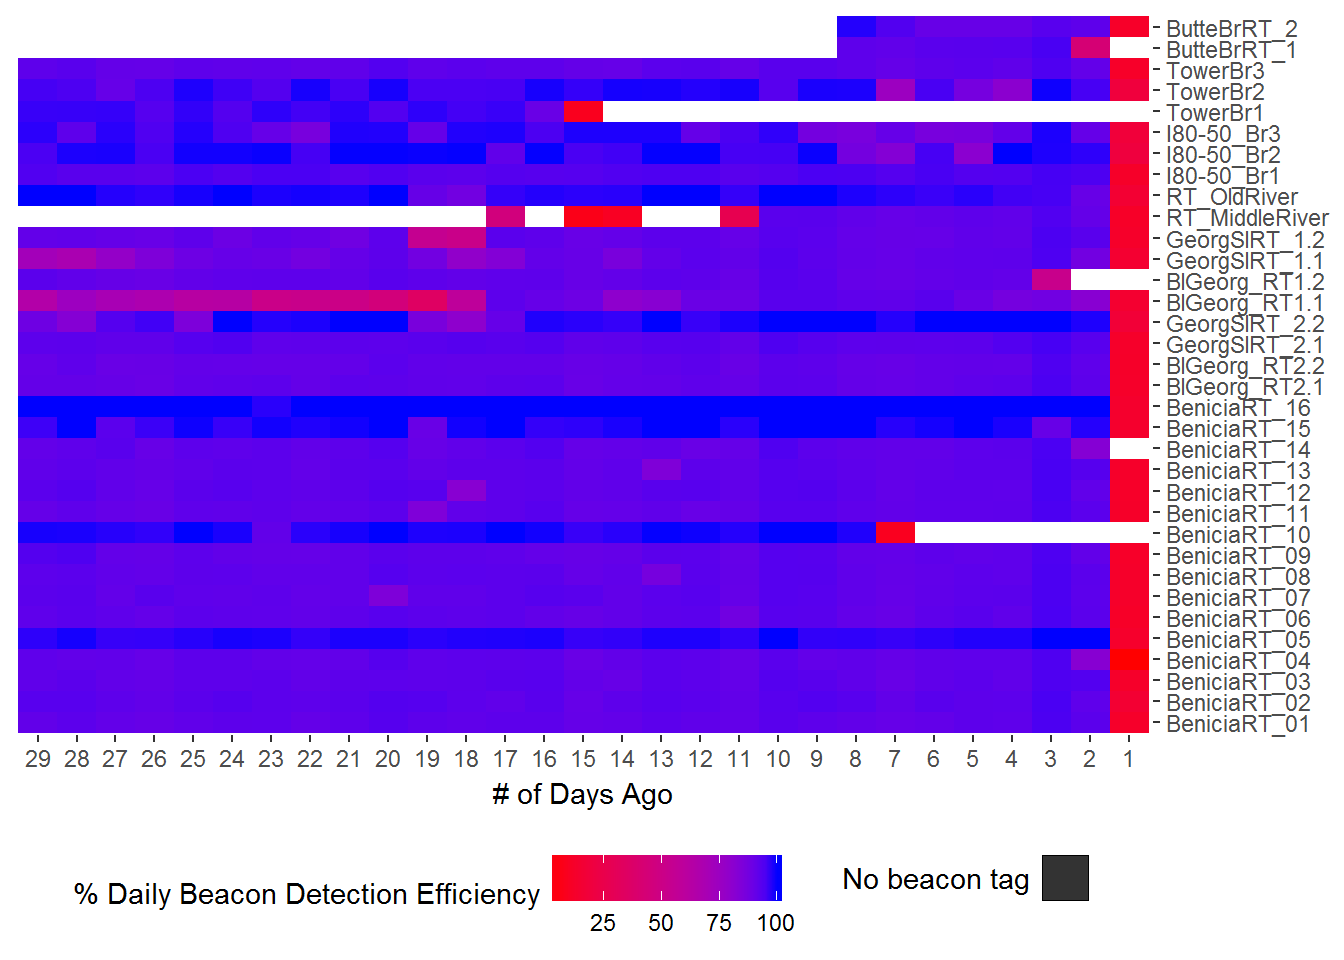 ButteBrRT_2
ButteBrRT_1
TowerBr3
TowerBr2
TowerBr1
I80-50_Br3
I80-50_Br2
I80-50_Br1
RT_OldRiver
RT_MiddleRiver
GeorgSlRT_1.2
GeorgSlRT_1.1
BlGeorg_RT1.2
BlGeorg_RT1.1
GeorgSlRT_2.2
GeorgSlRT_2.1
BlGeorg_RT2.2
BlGeorg_RT2.1
BeniciaRT_16
BeniciaRT_15
BeniciaRT_14
BeniciaRT_13
BeniciaRT_12
BeniciaRT_11
BeniciaRT_10
BeniciaRT_09
BeniciaRT_08
BeniciaRT_07
BeniciaRT_06
BeniciaRT_05
BeniciaRT_04
BeniciaRT_03
BeniciaRT_02
BeniciaRT_01
29 28 27 26 25 24 23 22 21 20 19 18 17 16 15 14 13 12 11 10 9 8 7 6 5 4 3 2 1
# of Days Ago
% Daily Beacon Detection Efficiency
25 50 75 100
No beacon tag